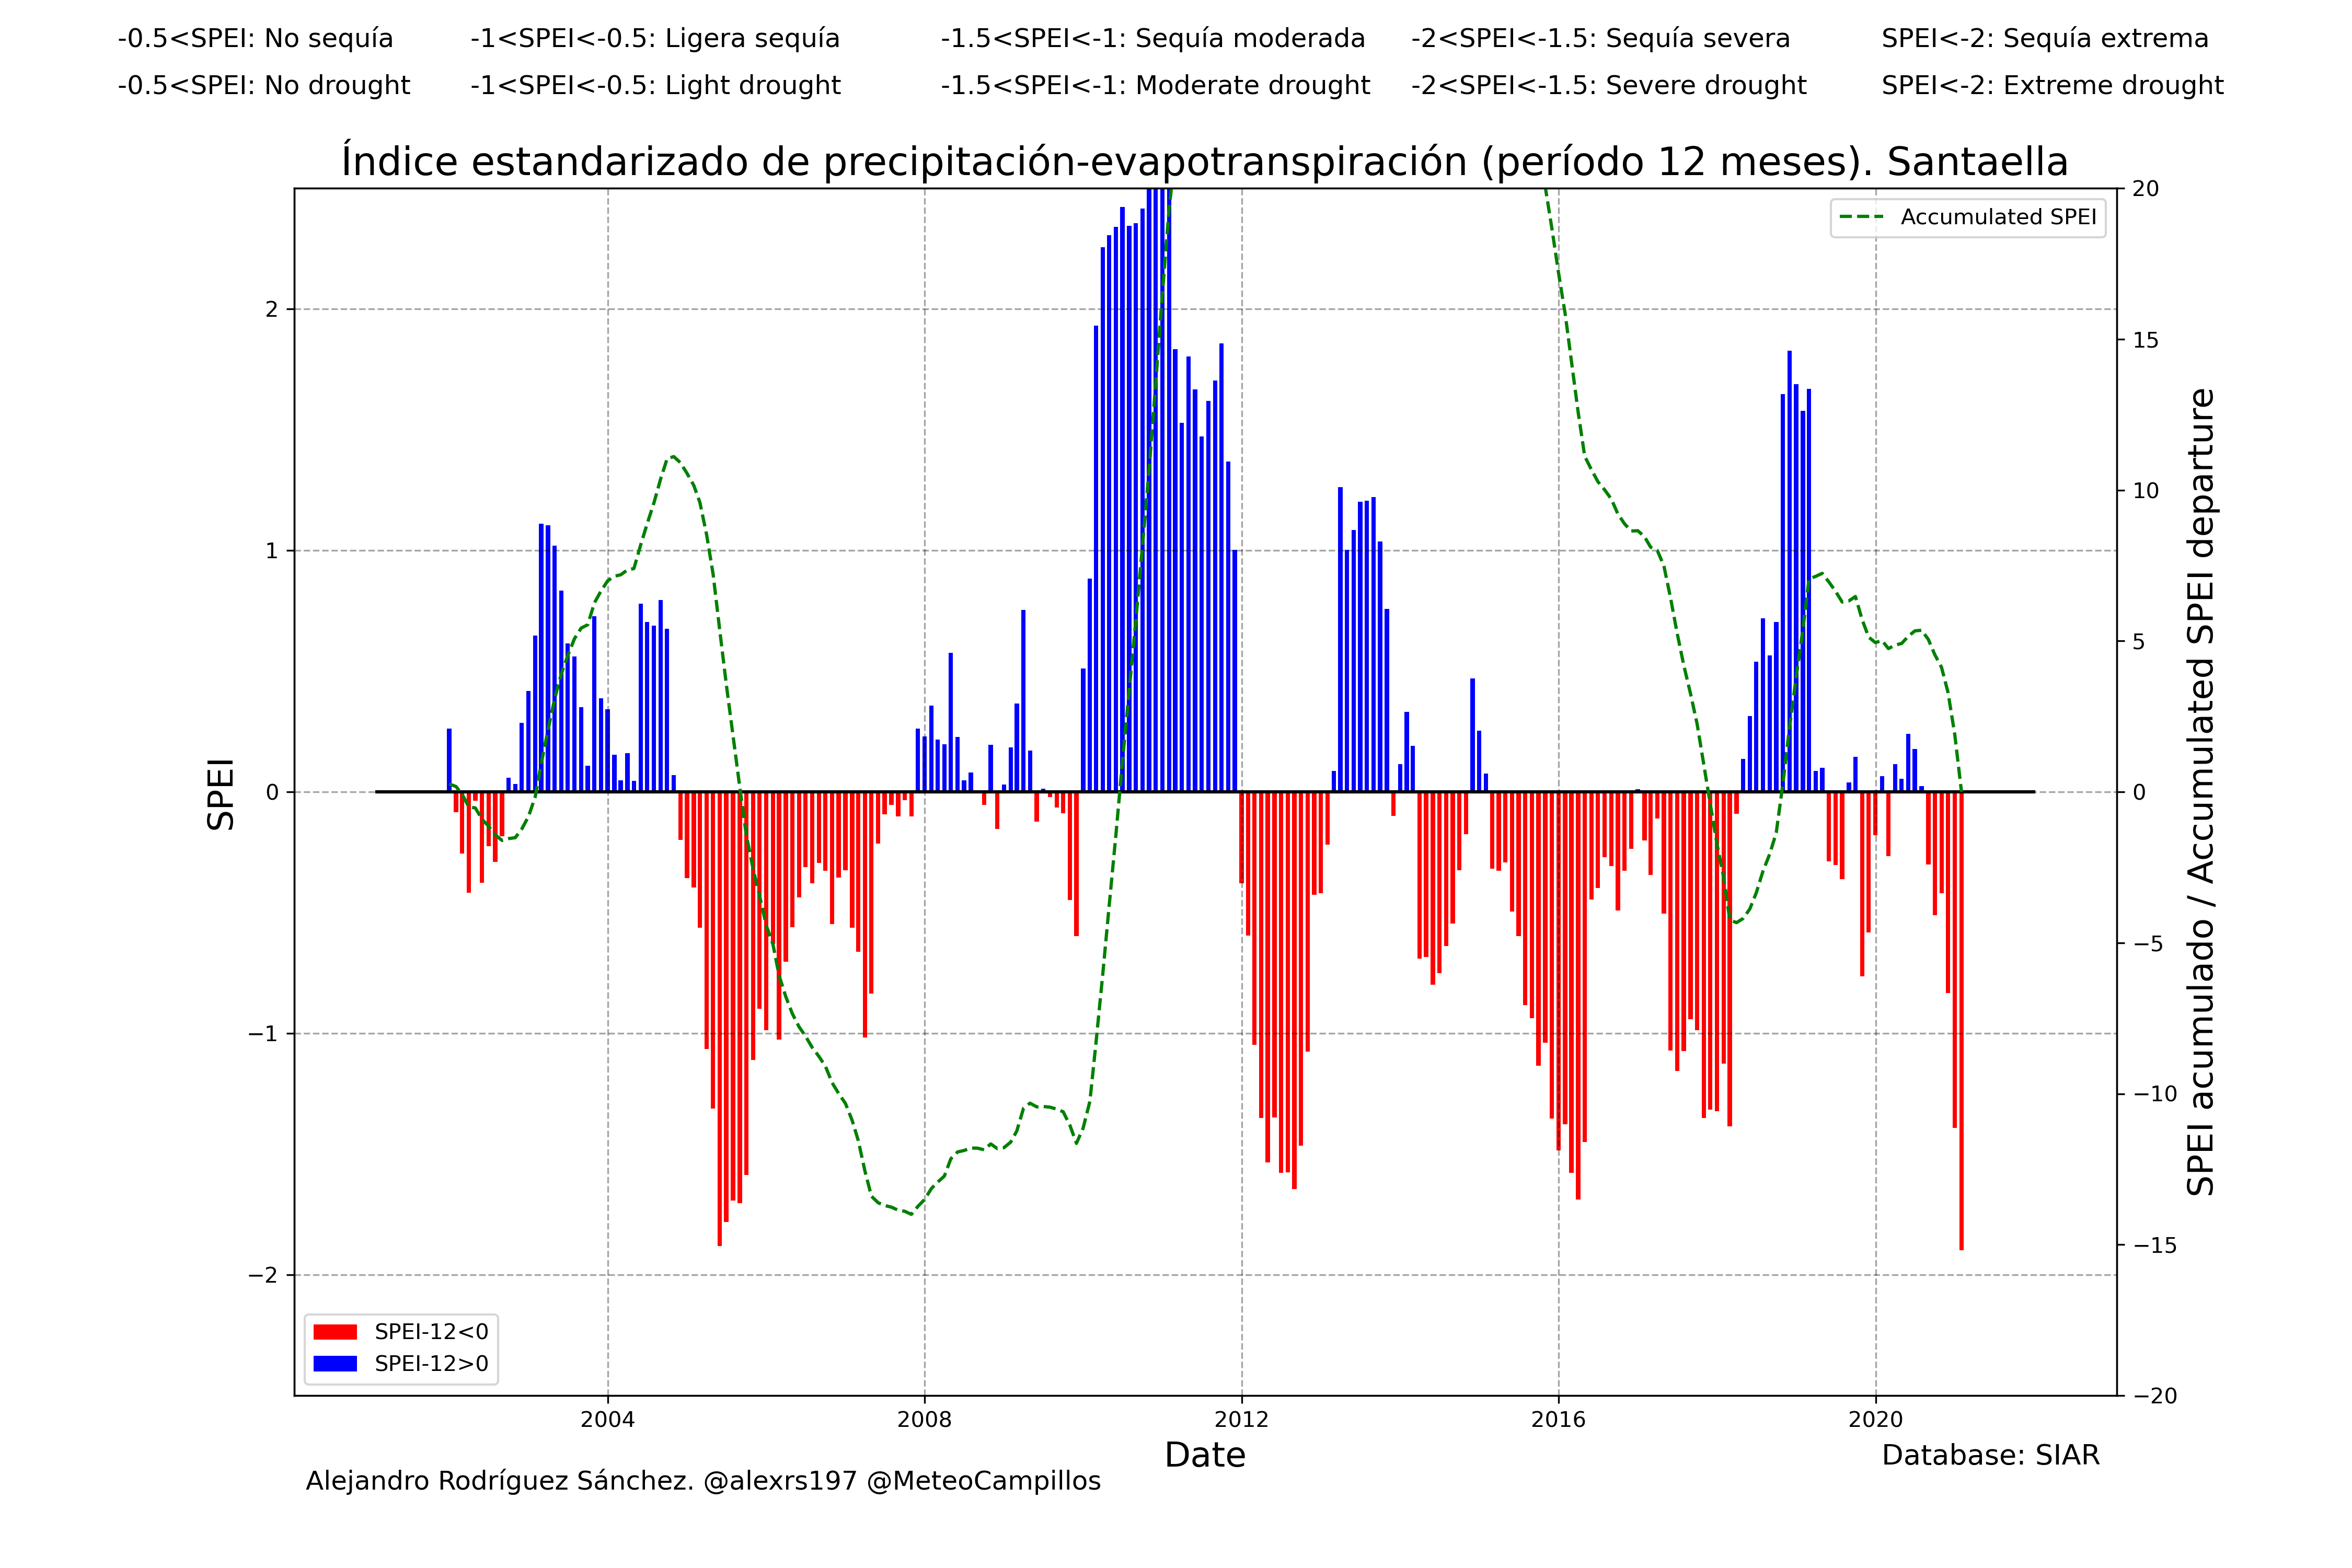 -0.5<SPEI: No sequía -1<SPEI<-0.5: Ligera sequía -1.5<SPEI<-1: Sequía moderada -2<SPEI<-1.5: Sequía severa SPEI<-2: Sequía extrema
-0.5<SPEI: No drought -1<SPEI<-0.5: Light drought -1.5<SPEI<-1: Moderate drought -2<SPEI<-1.5: Severe drought SPEI<-2: Extreme drought
Índice estandarizado de precipitación-evapotranspiración (período 12 meses). Santaella
Accumulated SPEI
SPEI
2
1
0
−1
−2
20
15
10
5
0
−5
−10
−15
−20
SPEI acumulado / Accumulated SPEI departure
SPEI-12<0
SPEI-12>0
2004 2008 2012 2016 2020
Date
Database: SIAR
Alejandro Rodríguez Sánchez. @alexrs197 @MeteoCampillos